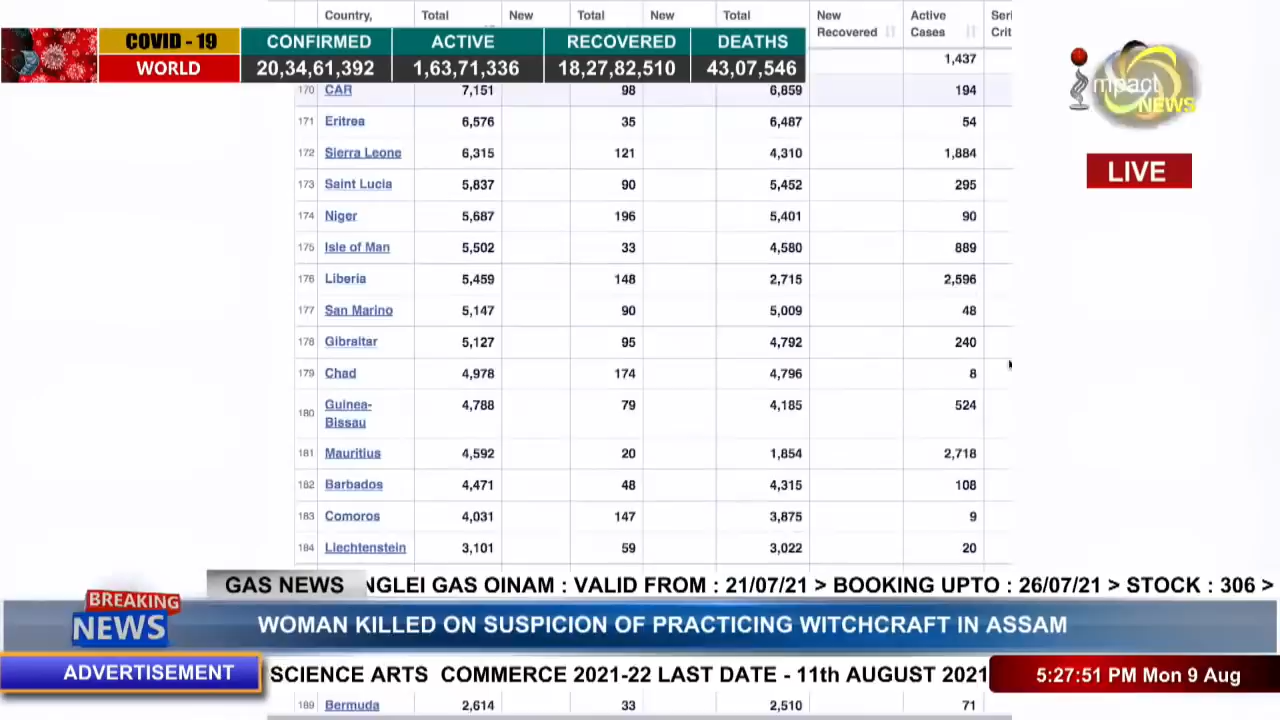 Country, Total New Total New Total New Recovered Active Cases Seri Crit
COVID - 19 CONFIRMED ACTIVE RECOVERED DEATHS
WORLD 20,34,61,392 1,63,71,336 18,27,82,510 43,07,546
1,437
170 CAR 7,151 98 6,859 194
171 Eritrea 6,576 35 6,487 54
172 Sierra Leone 6,315 121 4,310 1,884
173 Saint Lucia 5,837 90 5,452 295
174 Niger 5,687 196 5,401 90
175 Isle of Man 5,502 33 4,580 889
176 Liberia 5,459 148 2,715 2,596
177 San Marino 5,147 90 5,009 48
178 Gibraltar 5,127 95 4,792 240
179 Chad 4,978 174 4,796 8
180 Guinea-Bissau 4,788 79 4,185 524
181 Mauritius 4,592 20 1,854 2,718
182 Barbados 4,471 48 4,315 108
183 Comoros 4,031 147 3,875 9
184 Liechtenstein 3,101 59 3,022 20
impact
NEWS
LIVE
GAS NEWS NGLEI GAS OINAM : VALID FROM : 21/07/21 > BOOKING UPTO : 26/07/21 > STOCK : 306 >
BREAKING
NEWS
WOMAN KILLED ON SUSPICION OF PRACTICING WITCHCRAFT IN ASSAM
ADVERTISEMENT SCIENCE ARTS COMMERCE 2021-22 LAST DATE - 11th AUGUST 2021 5:27:51 PM Mon 9 Aug
189 Bermuda 2,614 33 2,510 71